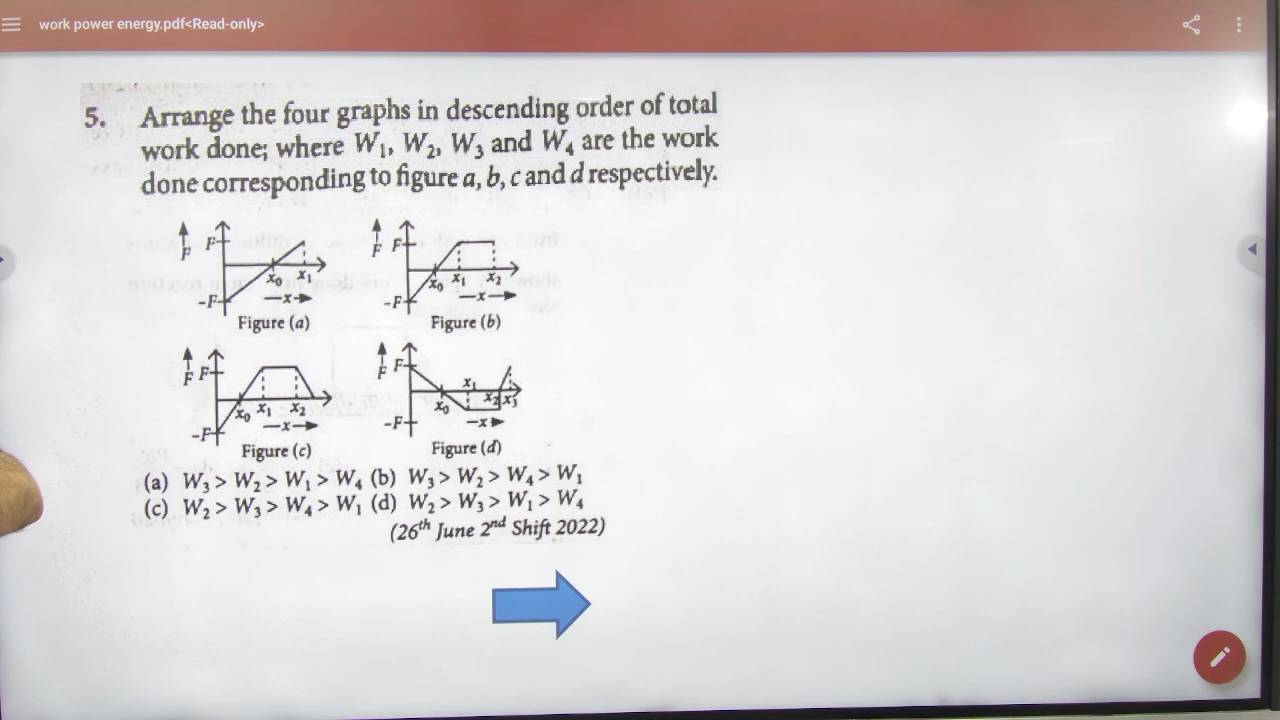 work power energy.pdf<Read-only>
5. Arrange the four graphs in descending order of total
work done; where W₁, W₂, W₃ and W₄ are the work
done corresponding to figure a, b, c and d respectively.
F F x₀ x₁ -F x
Figure (a)
F F x₀ x₁ x₂ -F x
Figure (b)
F F x₀ x₁ x₂ -F x
Figure (c)
F F x₀ x₁ x₂ x₃ -F x
Figure (d)
(a) W₃ > W₂ > W₁ > W₄ (b) W₃ > W₂ > W₄ > W₁
(c) W₂ > W₃ > W₄ > W₁ (d) W₂ > W₃ > W₁ > W₄
(26th June 2nd Shift 2022)